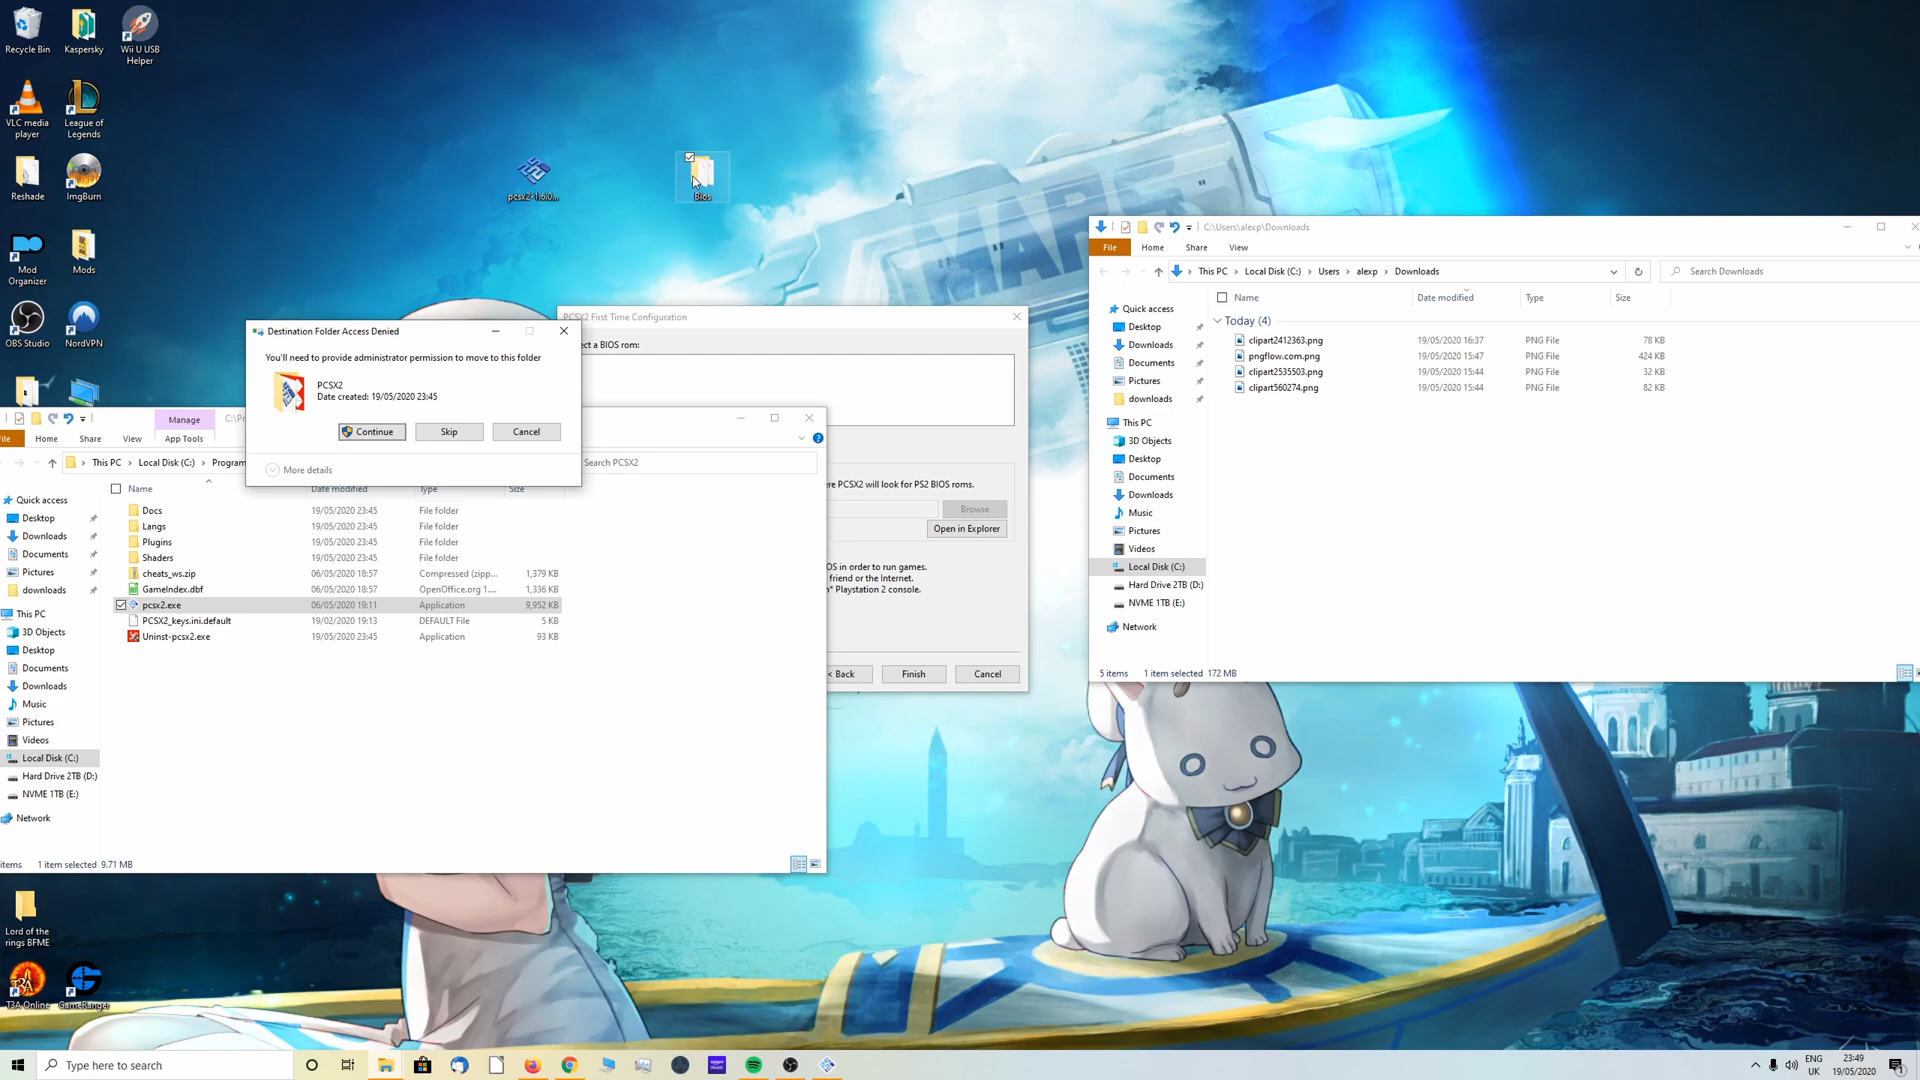 Recycle Bin
Kaspersky
Wii U USB
Helper
VLC media
player
League of
Legends
Reshade
ImgBurn
Mod
Organizer
Mods
OBS Studio
NordVPN
pcsx2-1.6.0...
Bios
MARF
Destination Folder Access Denied
You'll need to provide administrator permission to move to this folder
PCSX2
Date created: 19/05/2020 23:45
Continue
Skip
Cancel
More details
PCSX2 First Time Configuration
ect a BIOS rom:
ere PCSX2 will look for PS2 BIOS roms.
Browse
Open in Explorer
OS in order to run games.
friend or the Internet.
n* Playstation 2 console.
< Back
Finish
Cancel
Manage
C:\Pr
File
Home
Share
View
App Tools
This PC
Local Disk (C:)
Program
Search PCSX2
Name
Date modified
Type
Size
Docs 19/05/2020 23:45 File folder
Langs 19/05/2020 23:45 File folder
Plugins 19/05/2020 23:45 File folder
Shaders 19/05/2020 23:45 File folder
cheats_ws.zip 06/05/2020 18:57 Compressed (zipp... 1,379 KB
GameIndex.dbf 06/05/2020 18:57 OpenOffice.org 1.... 1,336 KB
pcsx2.exe 06/05/2020 19:11 Application 9,952 KB
PCSX2_keys.ini.default 19/02/2020 19:13 DEFAULT File 5 KB
Uninst-pcsx2.exe 19/05/2020 23:45 Application 93 KB
Quick access
Desktop
Downloads
Documents
Pictures
downloads
This PC
3D Objects
Desktop
Documents
Downloads
Music
Pictures
Videos
Local Disk (C:)
Hard Drive 2TB (D:)
NVME 1TB (E:)
Network
items 1 item selected 9.71 MB
C:\Users\alexp\Downloads
File
Home
Share
View
This PC
Local Disk (C:)
Users
alexp
Downloads
Search Downloads
Name
Date modified
Type
Size
Today (4)
clipart2412363.png 19/05/2020 16:37 PNG File 78 KB
pngflow.com.png 19/05/2020 15:47 PNG File 424 KB
clipart2535503.png 19/05/2020 15:44 PNG File 32 KB
clipart560274.png 19/05/2020 15:44 PNG File 82 KB
Quick access
Desktop
Downloads
Documents
Pictures
downloads
This PC
3D Objects
Desktop
Documents
Downloads
Music
Pictures
Videos
Local Disk (C:)
Hard Drive 2TB (D:)
NVME 1TB (E:)
Network
5 items 1 item selected 172 MB
Lord of the
rings BFME
T3A Online
GameRanger
Type here to search
ENG
UK
23:49
19/05/2020